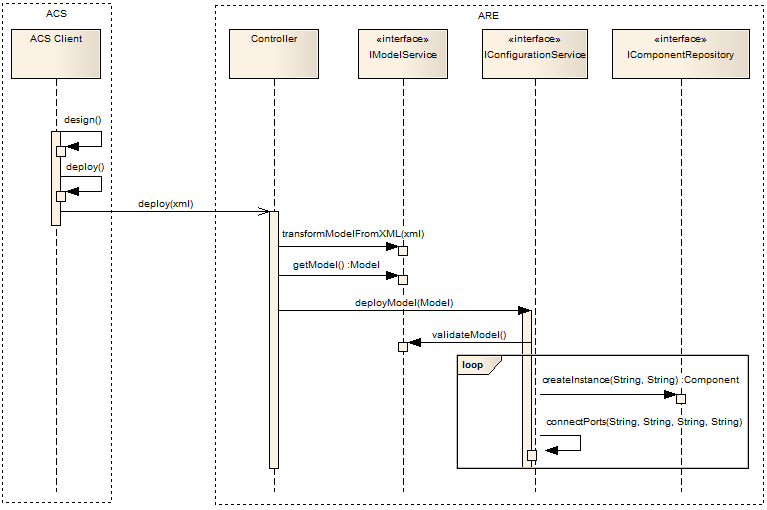 ACS
ARE
ACS Client
Controller
«interface»
IModelService
«interface»
IConfigurationService
«interface»
IComponentRepository
design()
deploy()
deploy(xml)
transformModelFromXML(xml)
getModel() :Model
deployModel(Model)
validateModel()
loop
createInstance(String, String) :Component
connectPorts(String, String, String, String)